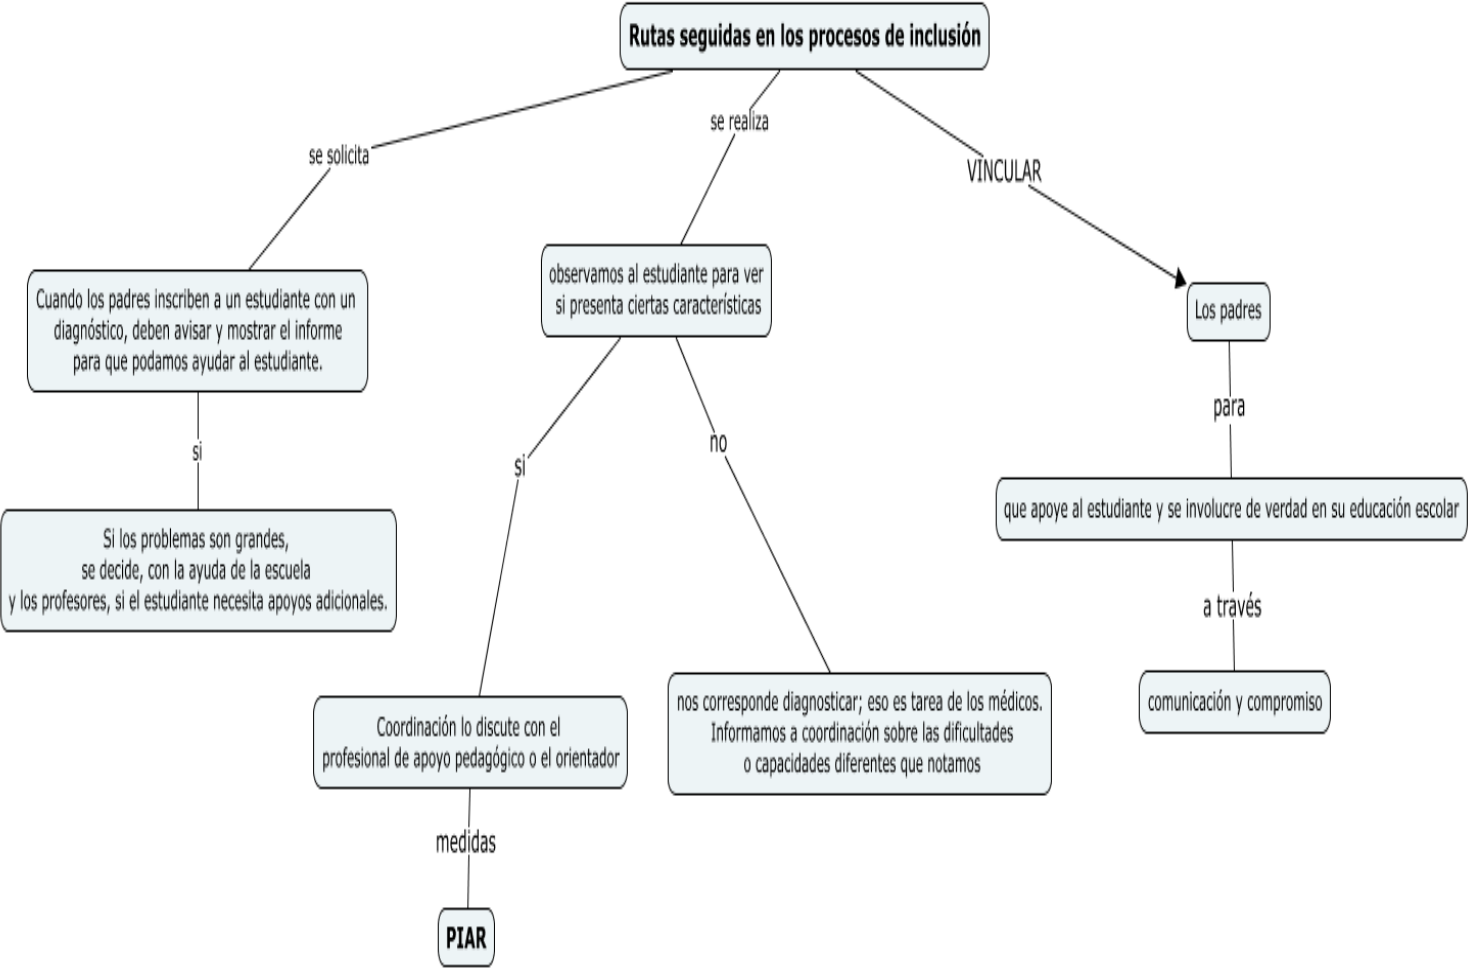 Rutas seguidas en los procesos de inclusión
se solicita
se realiza
VINCULAR
Cuando los padres inscriben a un estudiante con un
diagnóstico, deben avisar y mostrar el informe
para que podamos ayudar al estudiante.
observamos al estudiante para ver
si presenta ciertas características
Los padres
si
si
no
para
Si los problemas son grandes,
se decide, con la ayuda de la escuela
y los profesores, si el estudiante necesita apoyos adicionales.
que apoye al estudiante y se involucre de verdad en su educación escolar
a través
Coordinación lo discute con el
profesional de apoyo pedagógico o el orientador
nos corresponde diagnosticar; eso es tarea de los médicos.
Informamos a coordinación sobre las dificultades
o capacidades diferentes que notamos
comunicación y compromiso
medidas
PIAR